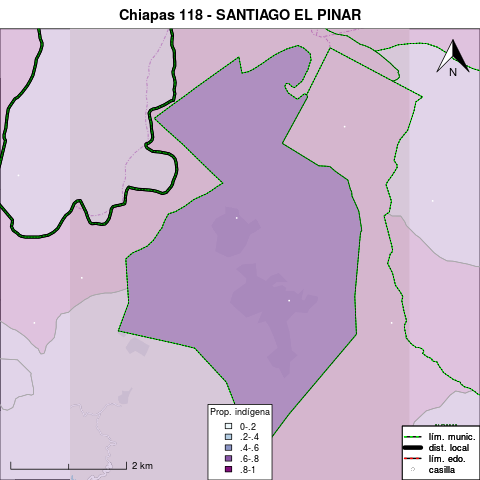 Chiapas 118 - SANTIAGO EL PINAR
N
Prop. indígena
0-.2
.2-.4
.4-.6
.6-.8
.8-1
lím. munic.
dist. local
lím. edo.
casilla
2 km